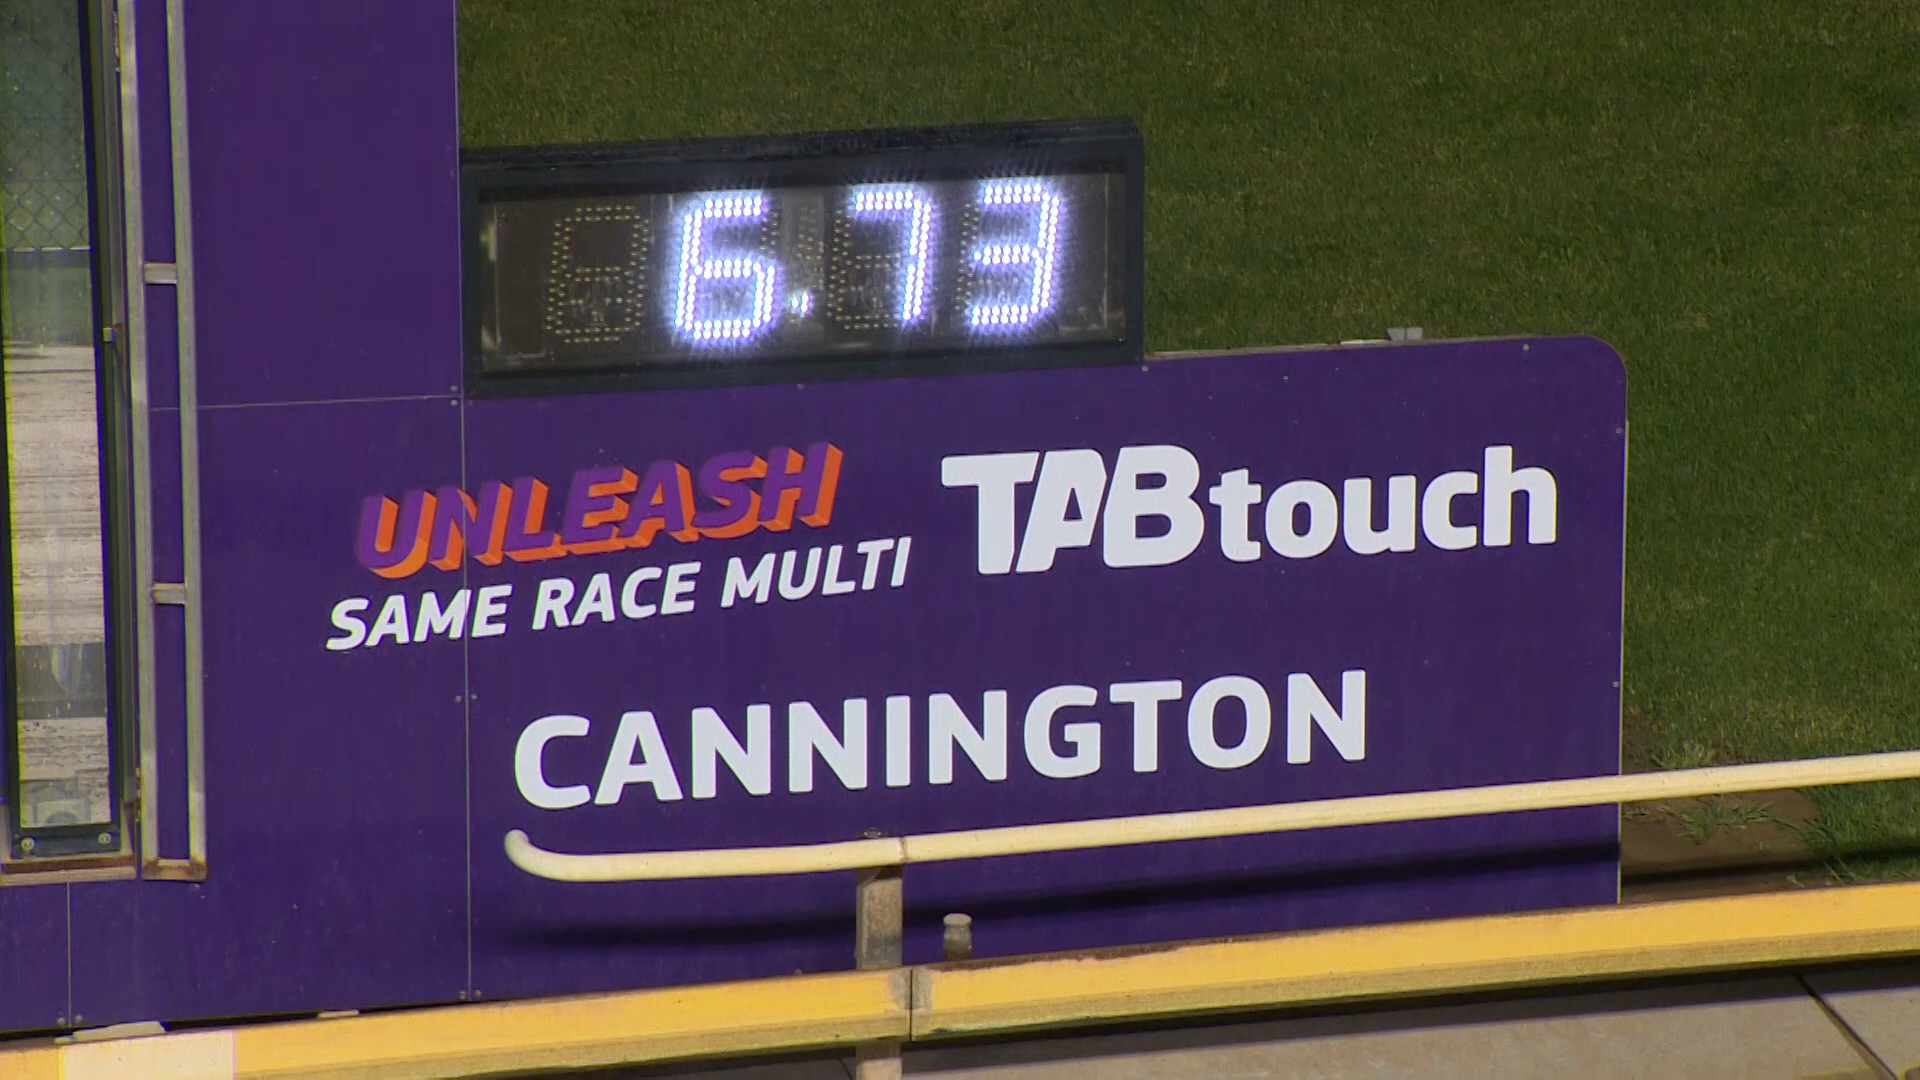 6.73
UNLEASH
SAME RACE MULTI
TABtouch
CANNINGTON